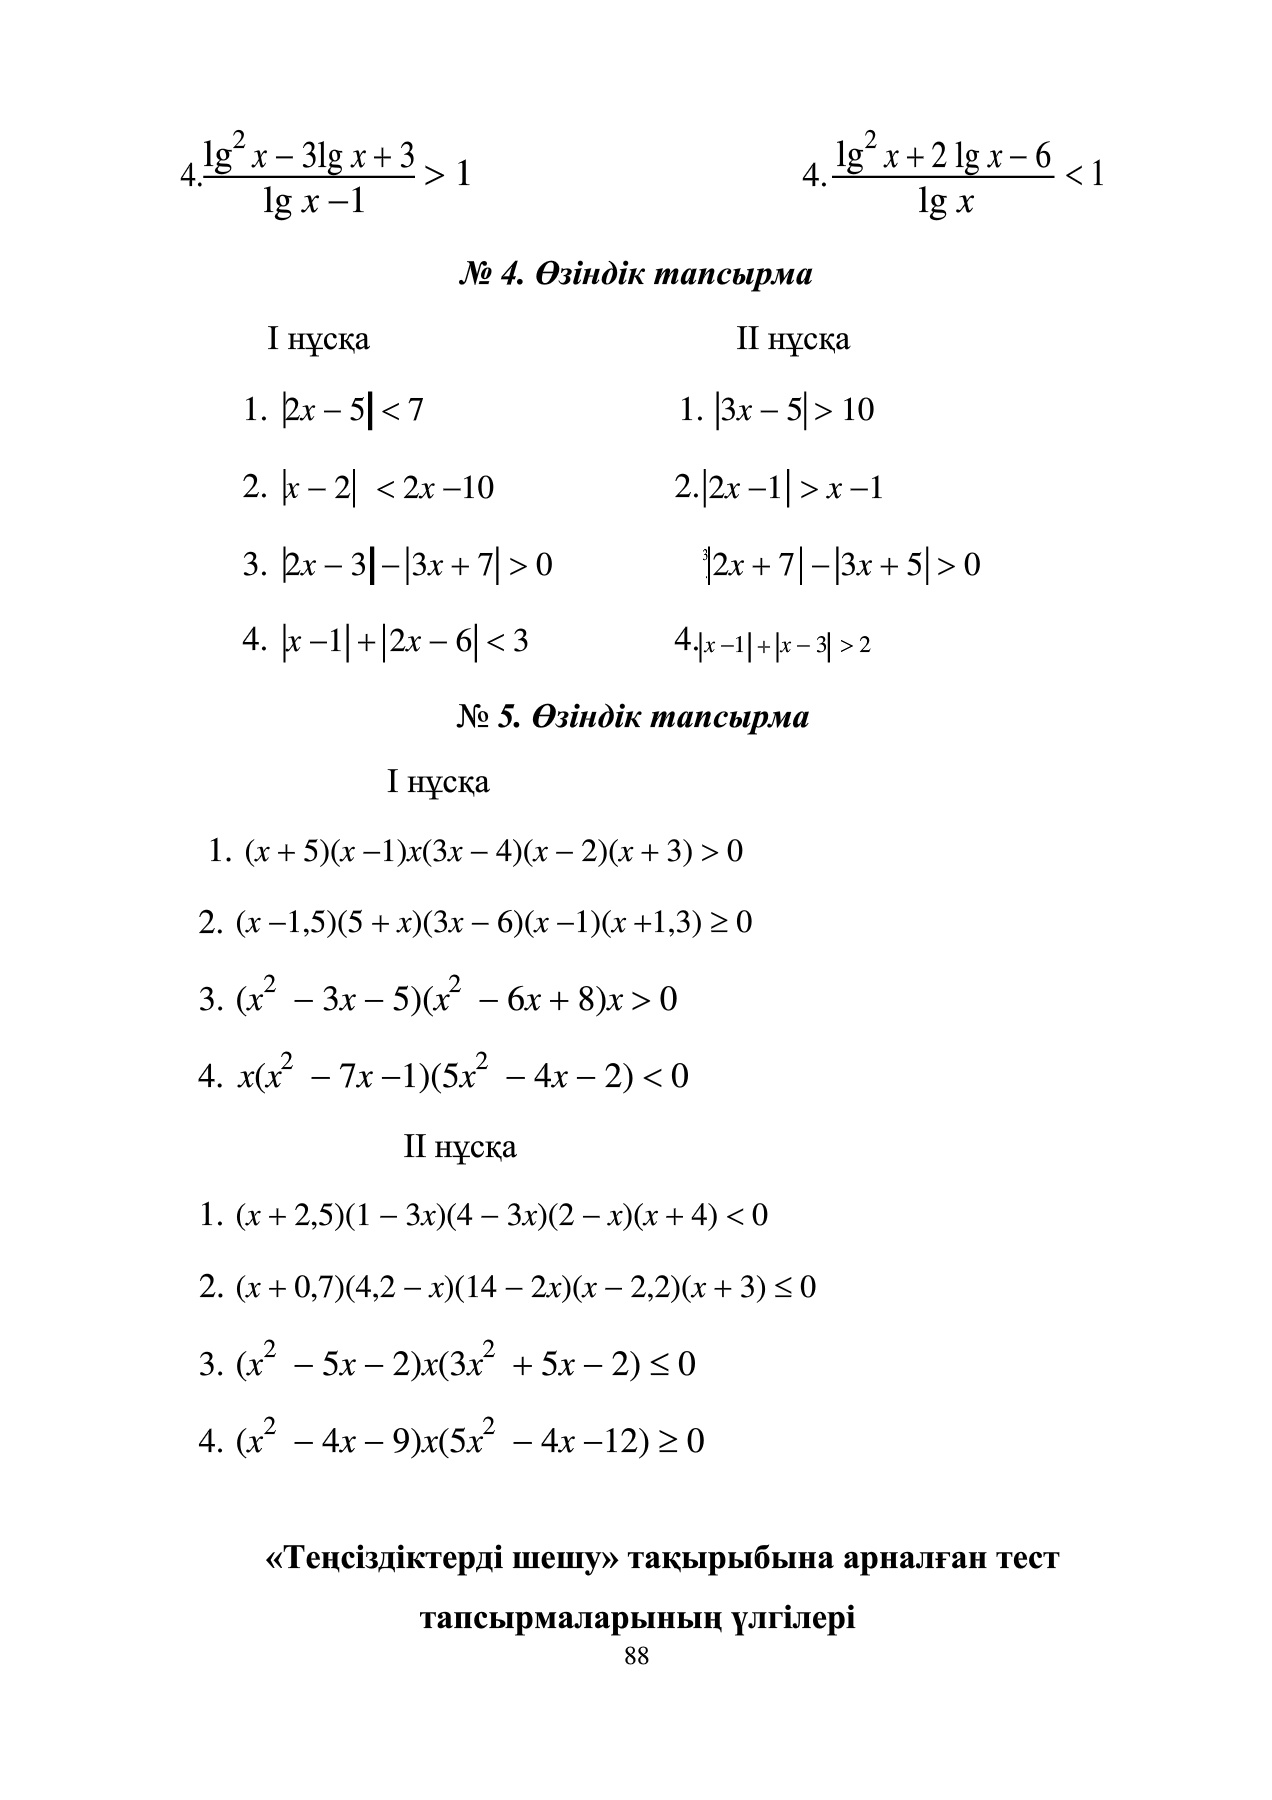 4. (lg² x − 3lg x + 3)/(lg x −1) > 1 4. (lg² x + 2 lg x − 6)/(lg x) < 1
№ 4. Өзіндік тапсырма
I нұсқа II нұсқа
1. |2x − 5| < 7 1. |3x − 5| > 10
2. |x − 2| < 2x −10 2.|2x −1| > x −1
3. |2x − 3| − |3x + 7| > 0 3 |2x + 7| − |3x + 5| > 0
4. |x −1| + |2x − 6| < 3 4.|x −1| + |x − 3| > 2
№ 5. Өзіндік тапсырма
I нұсқа
1. (x + 5)(x −1)x(3x − 4)(x − 2)(x + 3) > 0
2. (x −1,5)(5 + x)(3x − 6)(x −1)(x +1,3) ≥ 0
3. (x² − 3x − 5)(x² − 6x + 8)x > 0
4. x(x² − 7x −1)(5x² − 4x − 2) < 0
II нұсқа
1. (x + 2,5)(1 − 3x)(4 − 3x)(2 − x)(x + 4) < 0
2. (x + 0,7)(4,2 − x)(14 − 2x)(x − 2,2)(x + 3) ≤ 0
3. (x² − 5x − 2)x(3x² + 5x − 2) ≤ 0
4. (x² − 4x − 9)x(5x² − 4x −12) ≥ 0
«Теңсіздіктерді шешу» тақырыбына арналған тест
тапсырмаларының үлгілері
88